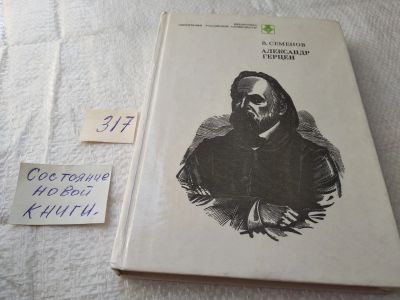 В. СЕМЕНОВ
АЛЕКСАНДР
ГЕРЦЕН
317
Состояние
новой
книги.